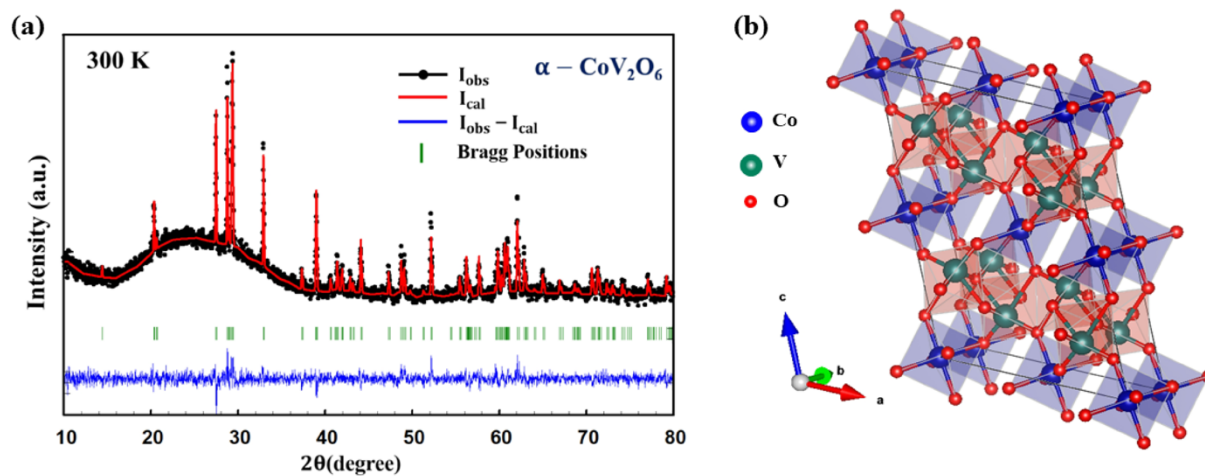 (a)
300 K
α – CoV₂O₆
I_obs
I_cal
I_obs – I_cal
Bragg Positions
Intensity (a.u.)
10 20 30 40 50 60 70 80
2θ(degree)
(b)
Co
V
O
c
b
a